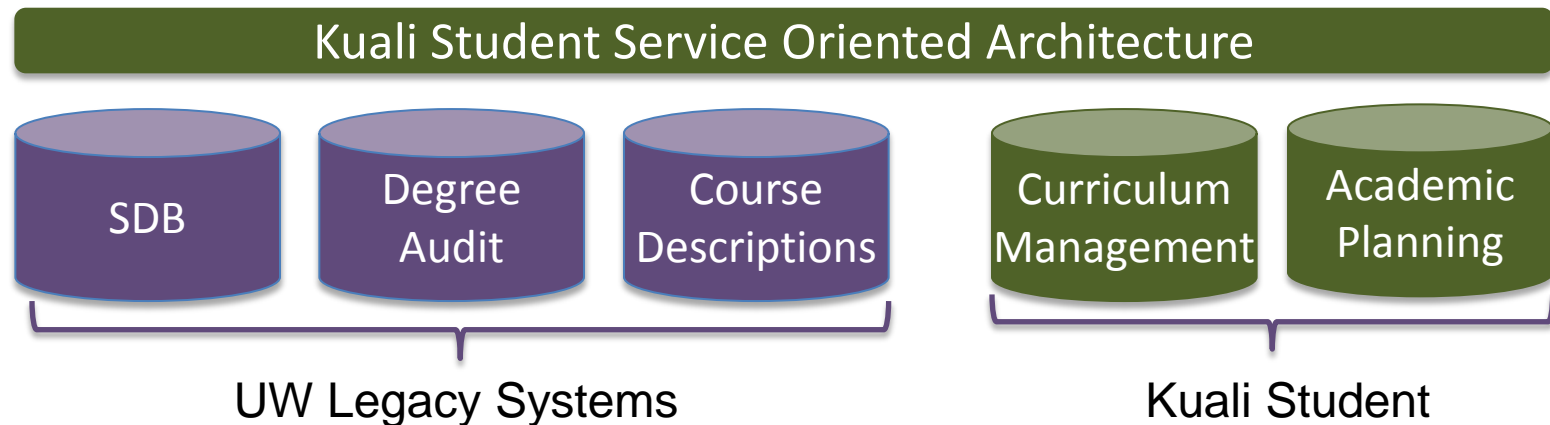 Kuali Student Service Oriented Architecture
SDB
Degree
Audit
Course
Descriptions
Curriculum
Management
Academic
Planning
UW Legacy Systems
Kuali Student